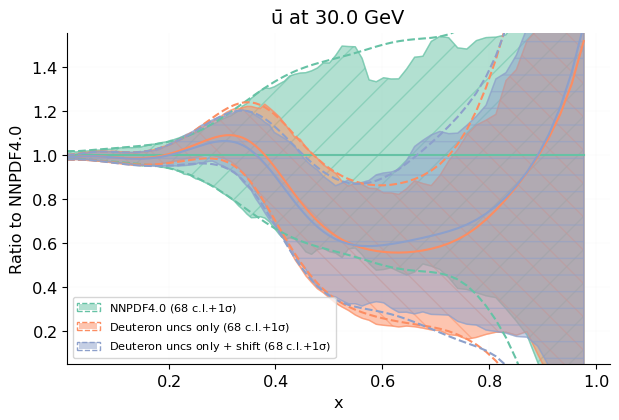 ū at 30.0 GeV
Ratio to NNPDF4.0
1.4
1.2
1.0
0.8
0.6
0.4
0.2
NNPDF4.0 (68 c.l.+1σ)
Deuteron uncs only (68 c.l.+1σ)
Deuteron uncs only + shift (68 c.l.+1σ)
0.2 0.4 0.6 0.8 1.0
x